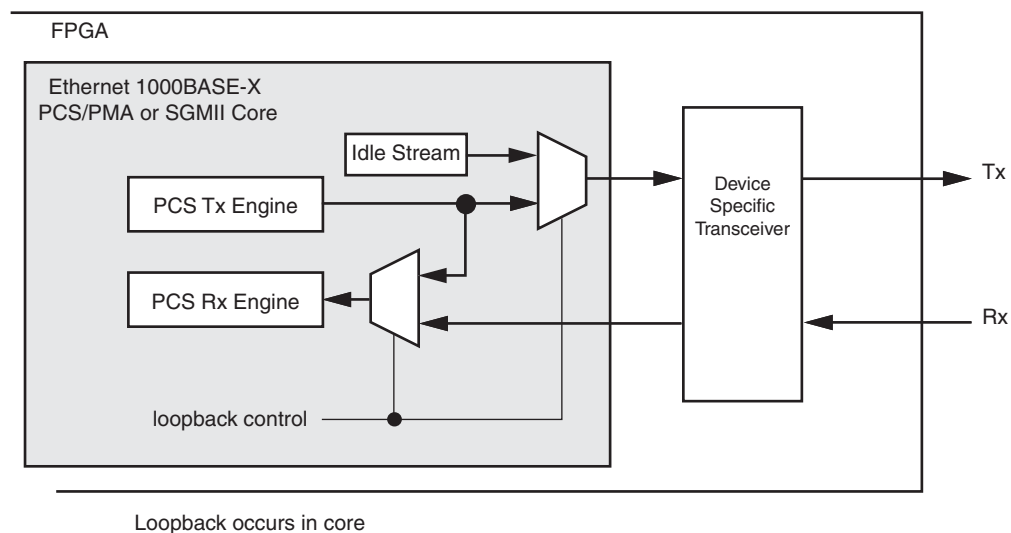 FPGA
Ethernet 1000BASE-X
PCS/PMA or SGMII Core
Idle Stream
PCS Tx Engine
PCS Rx Engine
loopback control
Device
Specific
Transceiver
Tx
Rx
Loopback occurs in core